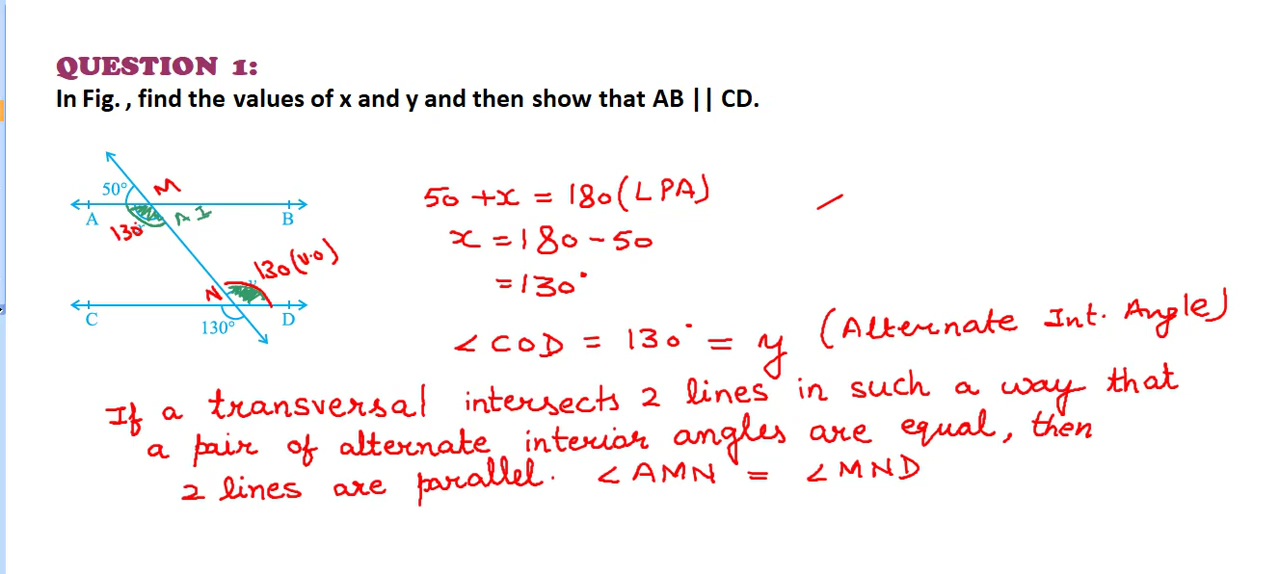 QUESTION 1:
In Fig. , find the values of x and y and then show that AB || CD.
50°
M
A
B
A I
130°
130(v.o)
N
C
D
130°
50 + x = 180 (LPA)
x = 180 - 50
= 130°
∠COD = 130° = y (Alternate Int. Angle)
If a transversal intersects 2 lines in such a way that
a pair of alternate interior angles are equal, then
2 lines are parallel. ∠AMN = ∠MND